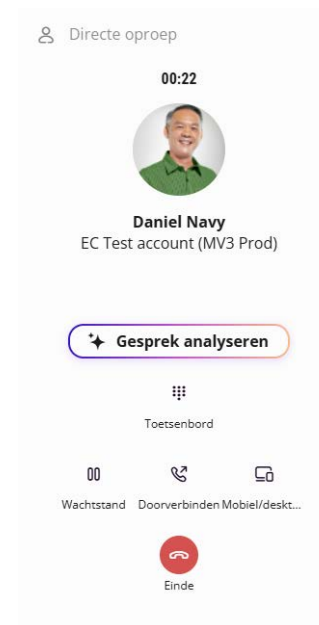 Directe oproep
00:22
Daniel Navy
EC Test account (MV3 Prod)
Gesprek analyseren
Toetsenbord
Wachtstand
Doorverbinden
Mobiel/deskt...
Einde